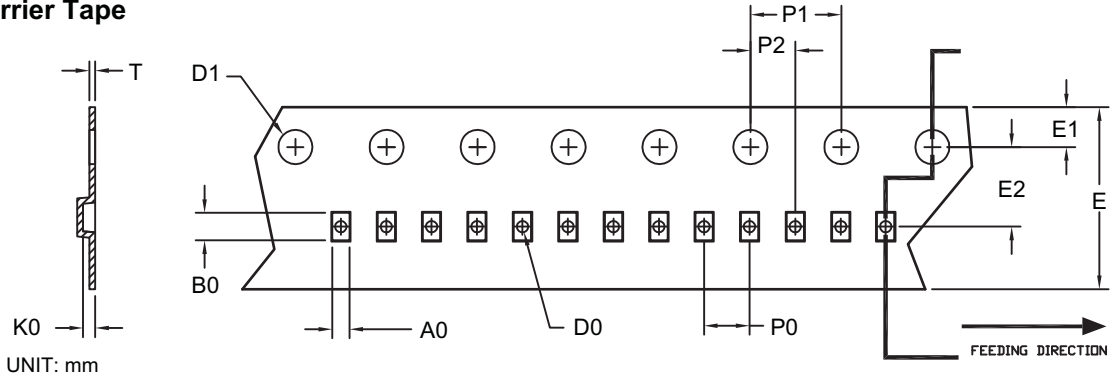 rrier Tape
P1
P2
T
D1
E1
E2
E
B0
K0
A0
D0
P0
FEEDING DIRECTION
UNIT: mm